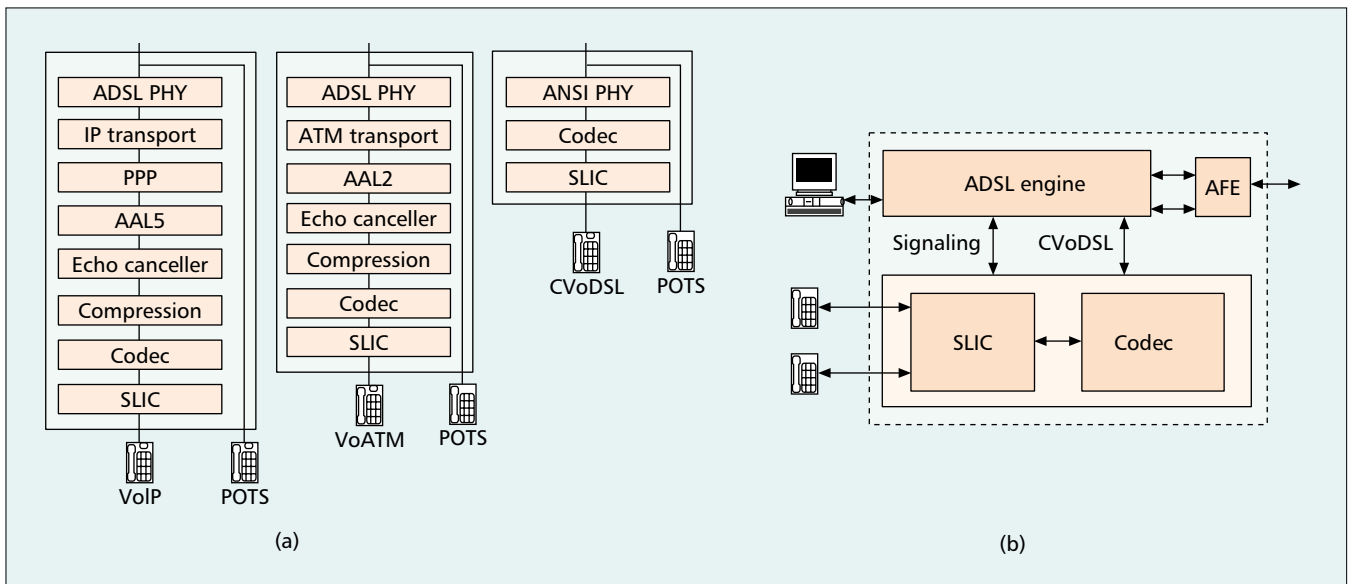 ADSL PHY
IP transport
PPP
AAL5
Echo canceller
Compression
Codec
SLIC
VoIP
POTS
ADSL PHY
ATM transport
AAL2
Echo canceller
Compression
Codec
SLIC
VoATM
POTS
ANSI PHY
Codec
SLIC
CVoDSL
POTS
(a)
ADSL engine
AFE
Signaling
CVoDSL
SLIC
Codec
(b)